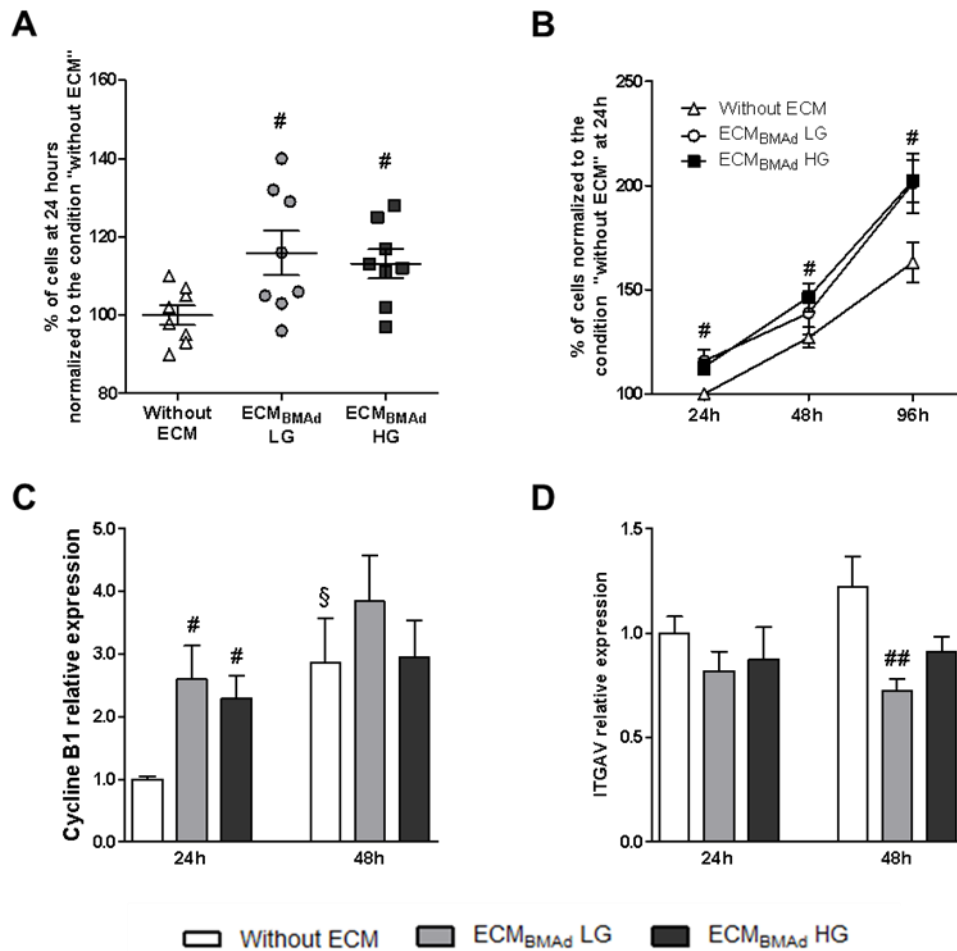 A
% of cells at 24 hours
normalized to the condition "without ECM"
160
140
120
100
80
#
#
Without
ECM
ECMBMAd
LG
ECMBMAd
HG
B
% of cells normalized to the
condition "without ECM" at 24h
250
200
150
100
Without ECM
ECMBMAd LG
ECMBMAd HG
#
#
#
24h
48h
96h
C
Cycline B1 relative expression
5.0
4.0
3.0
2.0
1.0
0.0
#
#
§
24h
48h
D
ITGAV relative expression
1.5
1.0
0.5
0.0
##
24h
48h
Without ECM
ECMBMAd LG
ECMBMAd HG